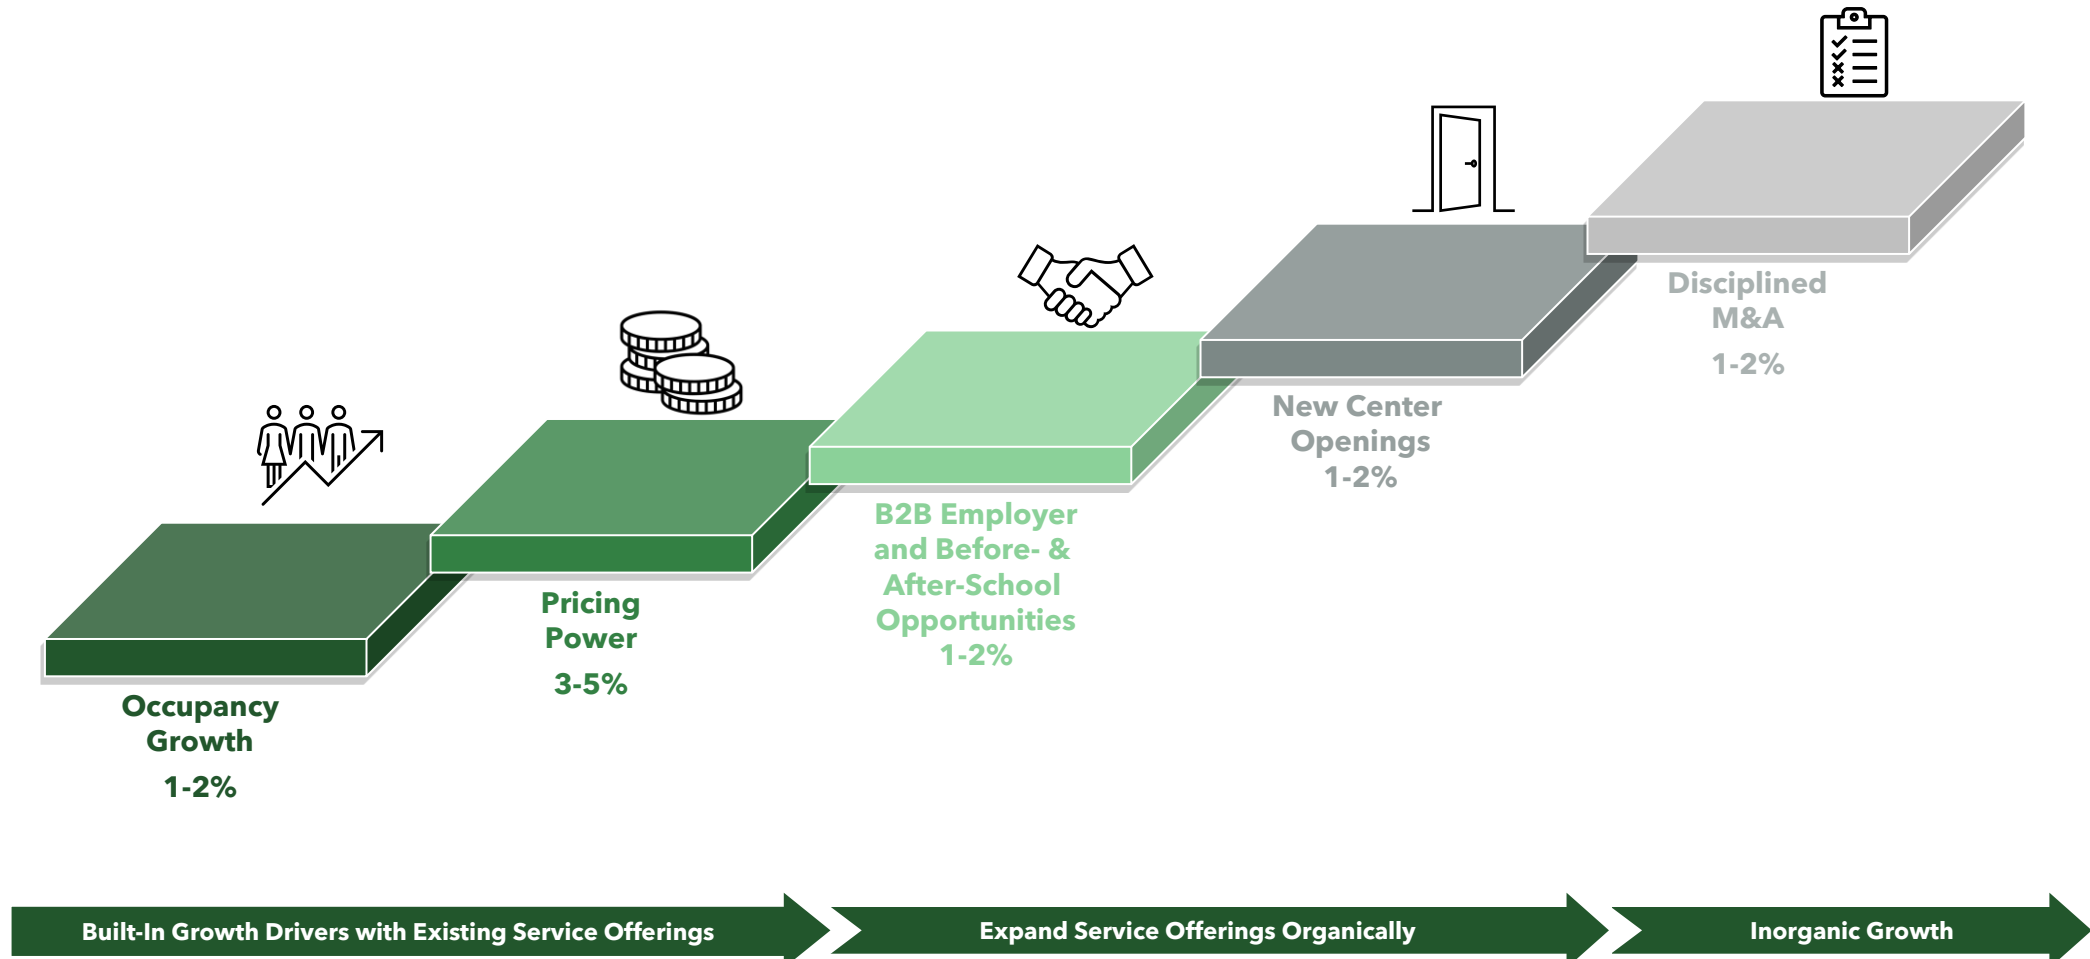 Occupancy
Growth
1-2%
Pricing
Power
3-5%
B2B Employer
and Before- &
After-School
Opportunities
1-2%
New Center
Openings
1-2%
Disciplined
M&A
1-2%
Built-In Growth Drivers with Existing Service Offerings
Expand Service Offerings Organically
Inorganic Growth